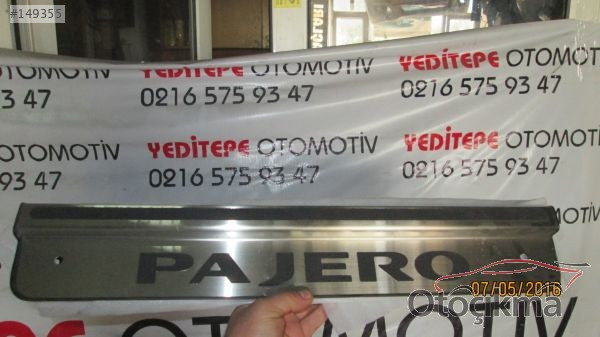 #149355
YEDİTEPE OTOMOTİV
0216 575 93 47
YEDİTEPE OTOMOTİV
0216 575 93 47
OTOMOTİV
93 47
YEDİTEPE OTOMOTİV
0216 575 93 47
YEDİTEPE OTOMOTİV
0216 575 93 47
OTOMOTİV
93 47
PAJERO
07/05/2016
Otoçıkma
OTOMOTİV